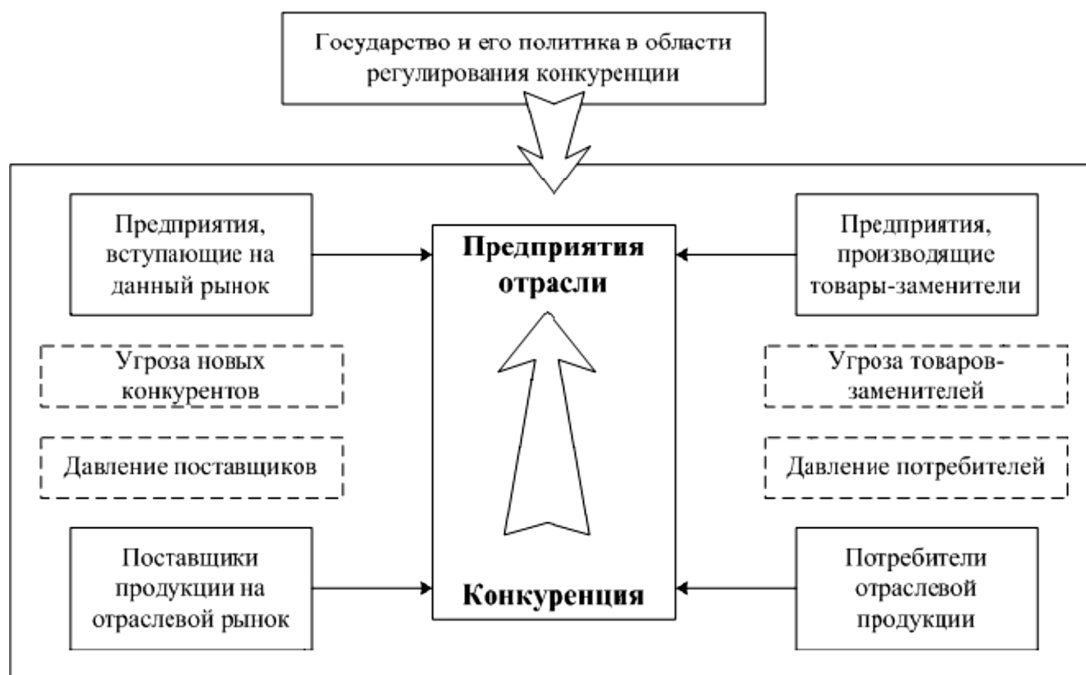 Государство и его политика в области
регулирования конкуренции
Предприятия,
вступающие на
данный рынок
Предприятия
отрасли
Предприятия,
производящие
товары-заменители
Угроза новых
конкурентов
Угроза товаров-
заменителей
Давление поставщиков
Давление потребителей
Поставщики
продукции на
отраслевой рынок
Конкуренция
Потребители
отраслевой
продукции